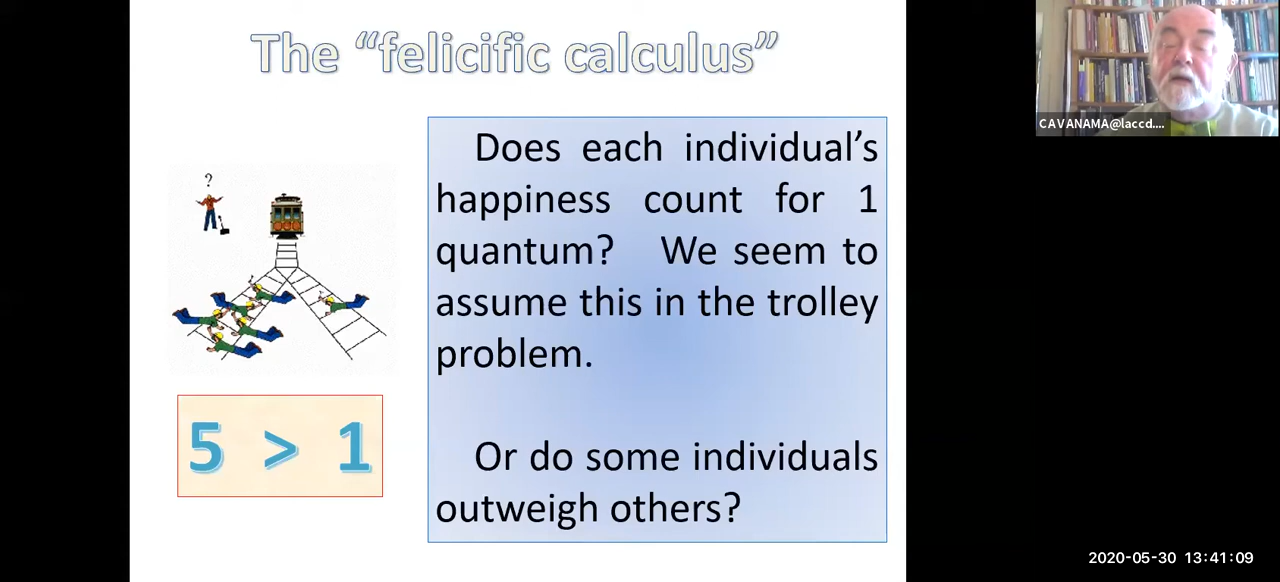 The “felicific calculus”
CAVANAMA@laccd....
?
Does each individual’s
happiness count for 1
quantum? We seem to
assume this in the trolley
problem.
Or do some individuals
outweigh others?
5 > 1
2020-05-30 13:41:09